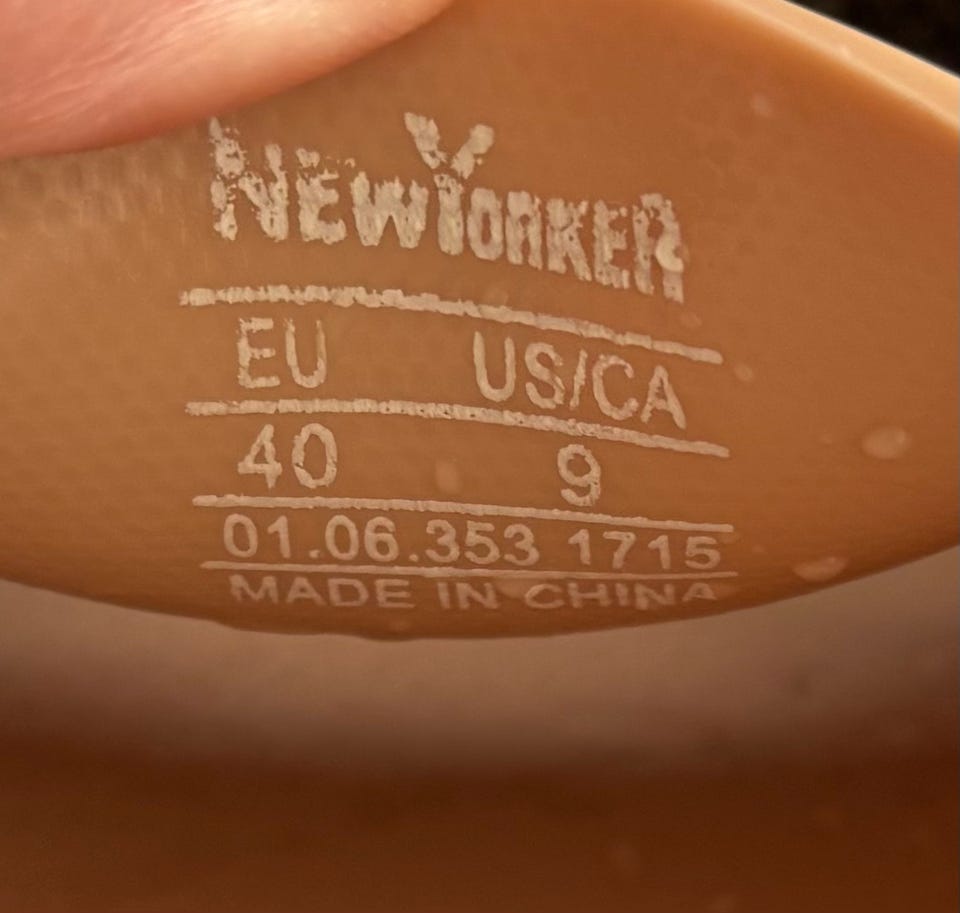 NEWYORKER
EU US/CA
40 9
01.06.353 1715
MADE IN CHINA